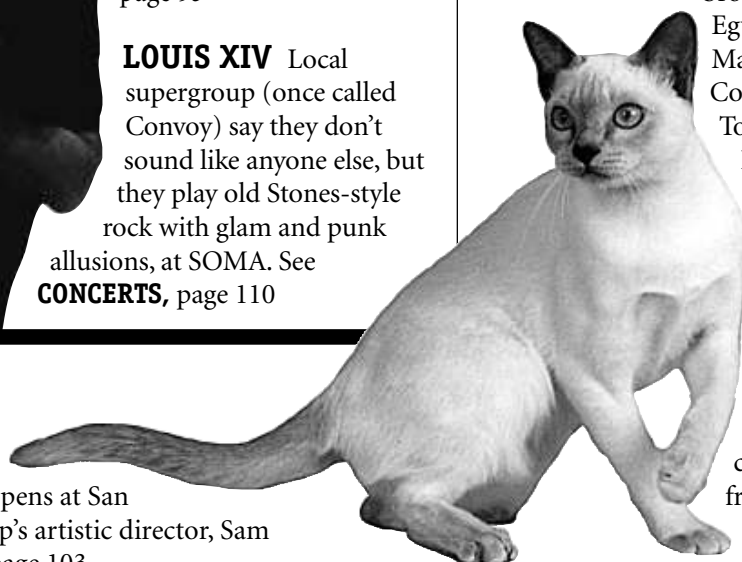 LOUIS XIV Local
supergroup (once called
Convoy) say they don't
sound like anyone else, but
they play old Stones-style
rock with glam and punk
allusions, at SOMA. See
CONCERTS, page 110
pens at San
p's artistic director, Sam